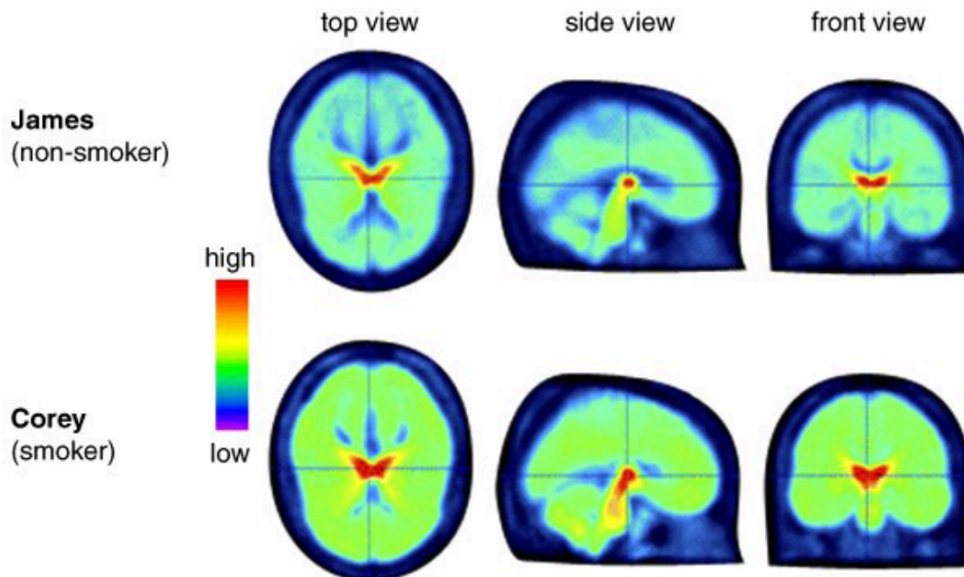 top view
side view
front view
James
(non-smoker)
high
low
Corey
(smoker)